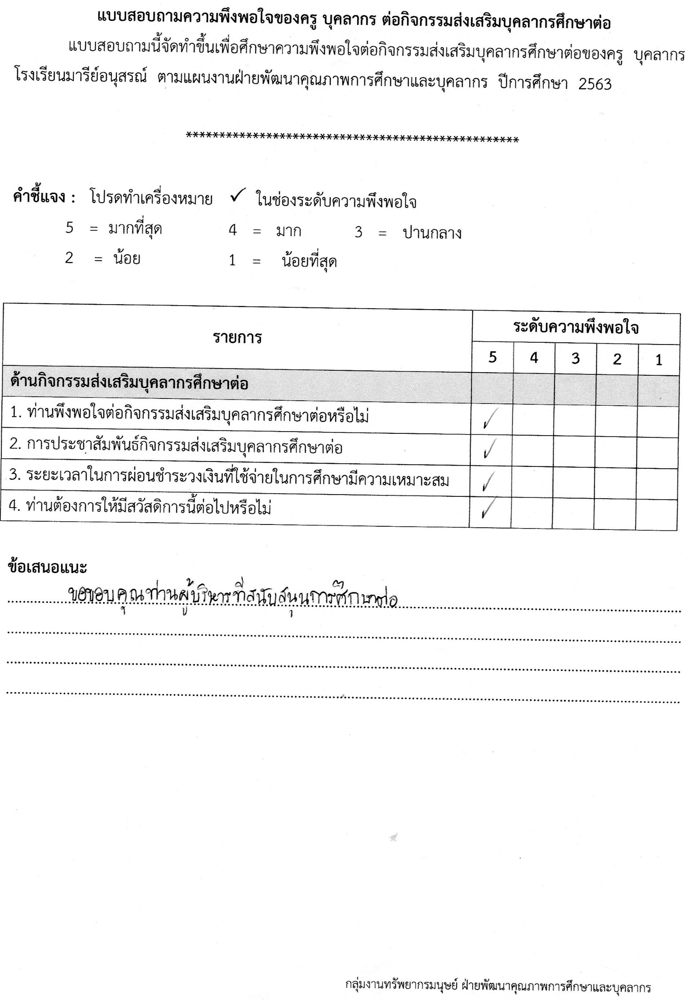 แบบสอบถามความพึงพอใจของครู บุคลากร ต่อกิจกรรมส่งเสริมบุคลากรศึกษาต่อ
แบบสอบถามนี้จัดทำขึ้นเพื่อศึกษาความพึงพอใจต่อกิจกรรมส่งเสริมบุคลากรศึกษาต่อของครู บุคลากร
โรงเรียนมารีย์อนุสรณ์ ตามแผนงานฝ่ายพัฒนาคุณภาพการศึกษาและบุคลากร ปีการศึกษา 2563
**************************************************
คำชี้แจง : โปรดทำเครื่องหมาย ✓ ในช่องระดับความพึงพอใจ
5 = มากที่สุด 4 = มาก 3 = ปานกลาง
2 = น้อย 1 = น้อยที่สุด
รายการ ระดับความพึงพอใจ
5 4 3 2 1
ด้านกิจกรรมส่งเสริมบุคลากรศึกษาต่อ
1. ท่านพึงพอใจต่อกิจกรรมส่งเสริมบุคลากรศึกษาต่อหรือไม่ ✓
2. การประชาสัมพันธ์กิจกรรมส่งเสริมบุคลากรศึกษาต่อ ✓
3. ระยะเวลาในการผ่อนชำระวงเงินที่ใช้จ่ายในการศึกษามีความเหมาะสม ✓
4. ท่านต้องการให้มีสวัสดิการนี้ต่อไปหรือไม่ ✓
ข้อเสนอแนะ
ขอขอบคุณท่านผู้บริหารที่สนับสนุนการศึกษาต่อ
กลุ่มงานทรัพยากรมนุษย์ ฝ่ายพัฒนาคุณภาพการศึกษาและบุคลากร